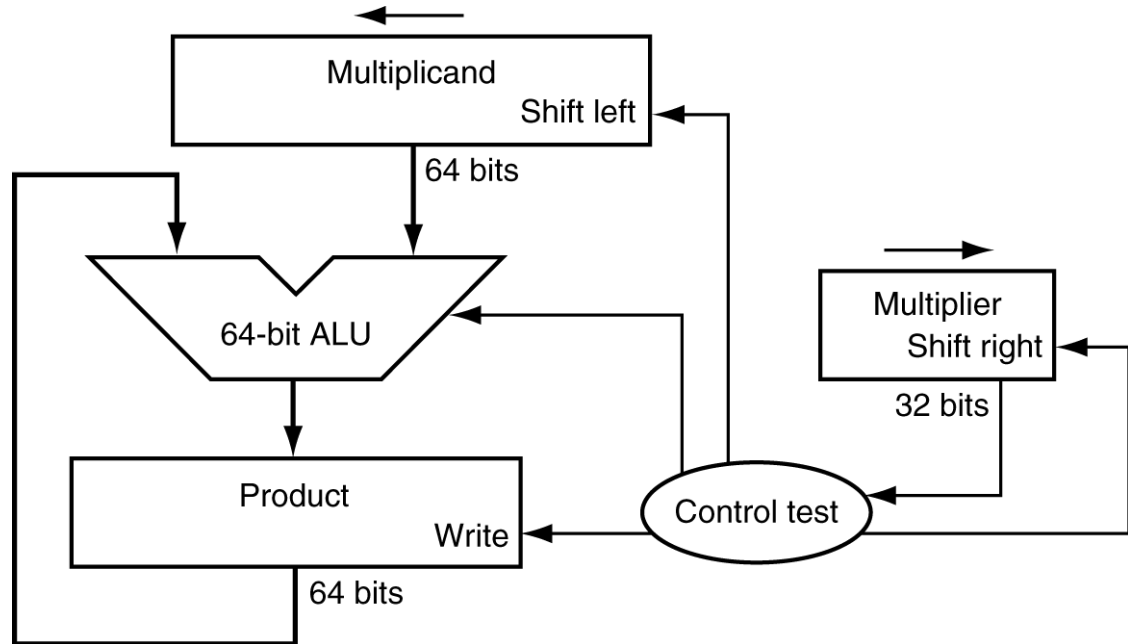 Multiplicand
Shift left
64 bits
64-bit ALU
Multiplier
Shift right
32 bits
Product
Write
Control test
64 bits